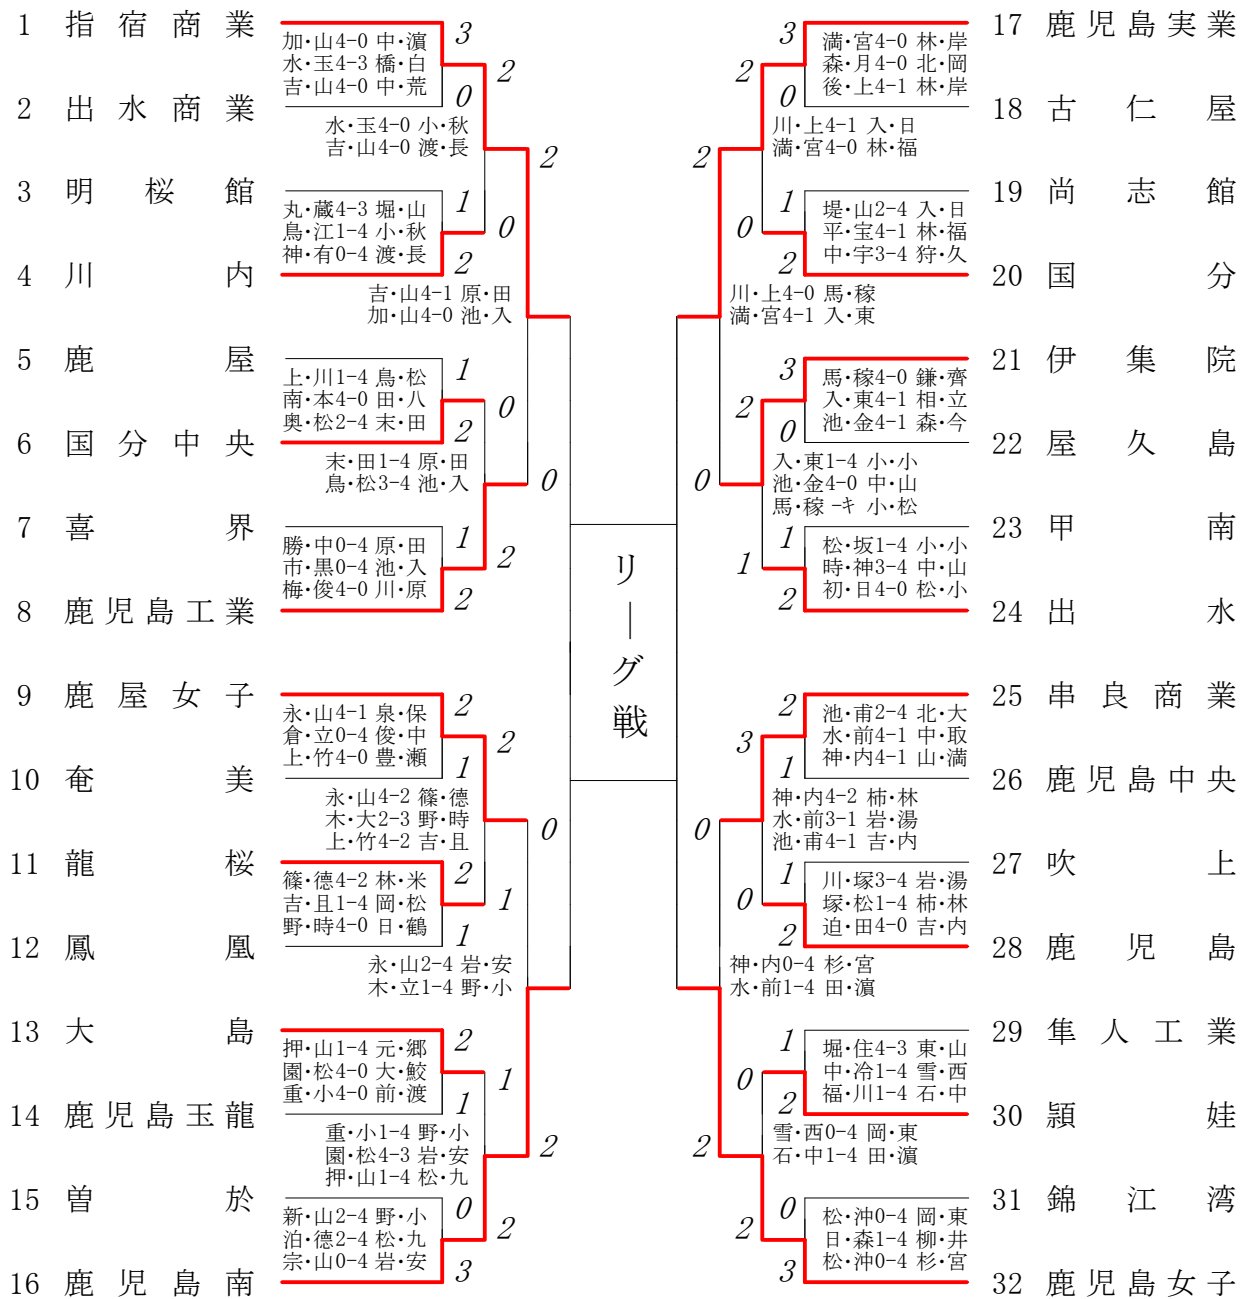 1 指宿商業
加・山4-0 中・濵
水・玉4-3 橋・白
吉・山4-0 中・荒
3
0
2
2 出水商業
水・玉4-0 小・秋
吉・山4-0 渡・長
2
3 明桜館
丸・蔵4-3 堀・山
鳥・江1-4 小・秋
神・有0-4 渡・長
1
2
0
4 川内
吉・山4-1 原・田
加・山4-0 池・入
5 鹿屋
上・川1-4 鳥・松
南・本4-0 田・八
奥・松2-4 末・田
1
2
0
6 国分中央
末・田1-4 原・田
鳥・松3-4 池・入
0
7 喜界
勝・中0-4 原・田
市・黒0-4 池・入
梅・俊4-0 川・原
1
2
2
8 鹿児島工業
9 鹿屋女子
永・山4-1 泉・保
倉・立0-4 俊・中
上・竹4-0 豊・瀬
2
1
2
10 奄美
永・山4-2 篠・德
木・大2-3 野・時
上・竹4-2 吉・且
0
11 龍桜
篠・德4-2 林・米
吉・且1-4 岡・松
野・時4-0 日・鶴
2
1
1
12 鳳凰
永・山2-4 岩・安
木・立1-4 野・小
13 大島
押・山1-4 元・郷
園・松4-0 大・鮫
重・小4-0 前・渡
2
1
1
14 鹿児島玉龍
重・小1-4 野・小
園・松4-3 岩・安
押・山1-4 松・九
2
15 曽於
新・山2-4 野・小
泊・德2-4 松・九
宗・山0-4 岩・安
0
3
2
16 鹿児島南
リーグ戦
17 鹿児島実業
3
満・宮4-0 林・岸
森・月4-0 北・岡
後・上4-1 林・岸
0
2
18 古仁屋
川・上4-1 入・日
満・宮4-0 林・福
2
19 尚志館
1
堤・山2-4 入・日
平・宝4-1 林・福
中・宇3-4 狩・久
2
0
20 国分
川・上4-0 馬・稼
満・宮4-1 入・東
21 伊集院
3
馬・稼4-0 鎌・齊
入・東4-1 相・立
池・金4-1 森・今
0
2
22 屋久島
入・東1-4 小・小
池・金4-0 中・山
馬・稼 -ｷ 小・松
0
23 甲南
1
松・坂1-4 小・小
時・神3-4 中・山
初・日4-0 松・小
2
1
24 出水
25 串良商業
2
池・甫2-4 北・大
水・前4-1 中・取
神・内4-1 山・満
1
3
26 鹿児島中央
神・内4-2 柿・林
水・前3-1 岩・湯
池・甫4-1 吉・内
0
27 吹上
1
川・塚3-4 岩・湯
塚・松1-4 柿・林
迫・田4-0 吉・内
2
0
28 鹿児島
神・内0-4 杉・宮
水・前1-4 田・濵
29 隼人工業
1
堀・住4-3 東・山
中・冷1-4 雪・西
福・川1-4 石・中
2
0
30 頴娃
雪・西0-4 岡・東
石・中1-4 田・濵
2
31 錦江湾
0
松・沖0-4 岡・東
日・森1-4 柳・井
松・沖0-4 杉・宮
3
2
32 鹿児島女子